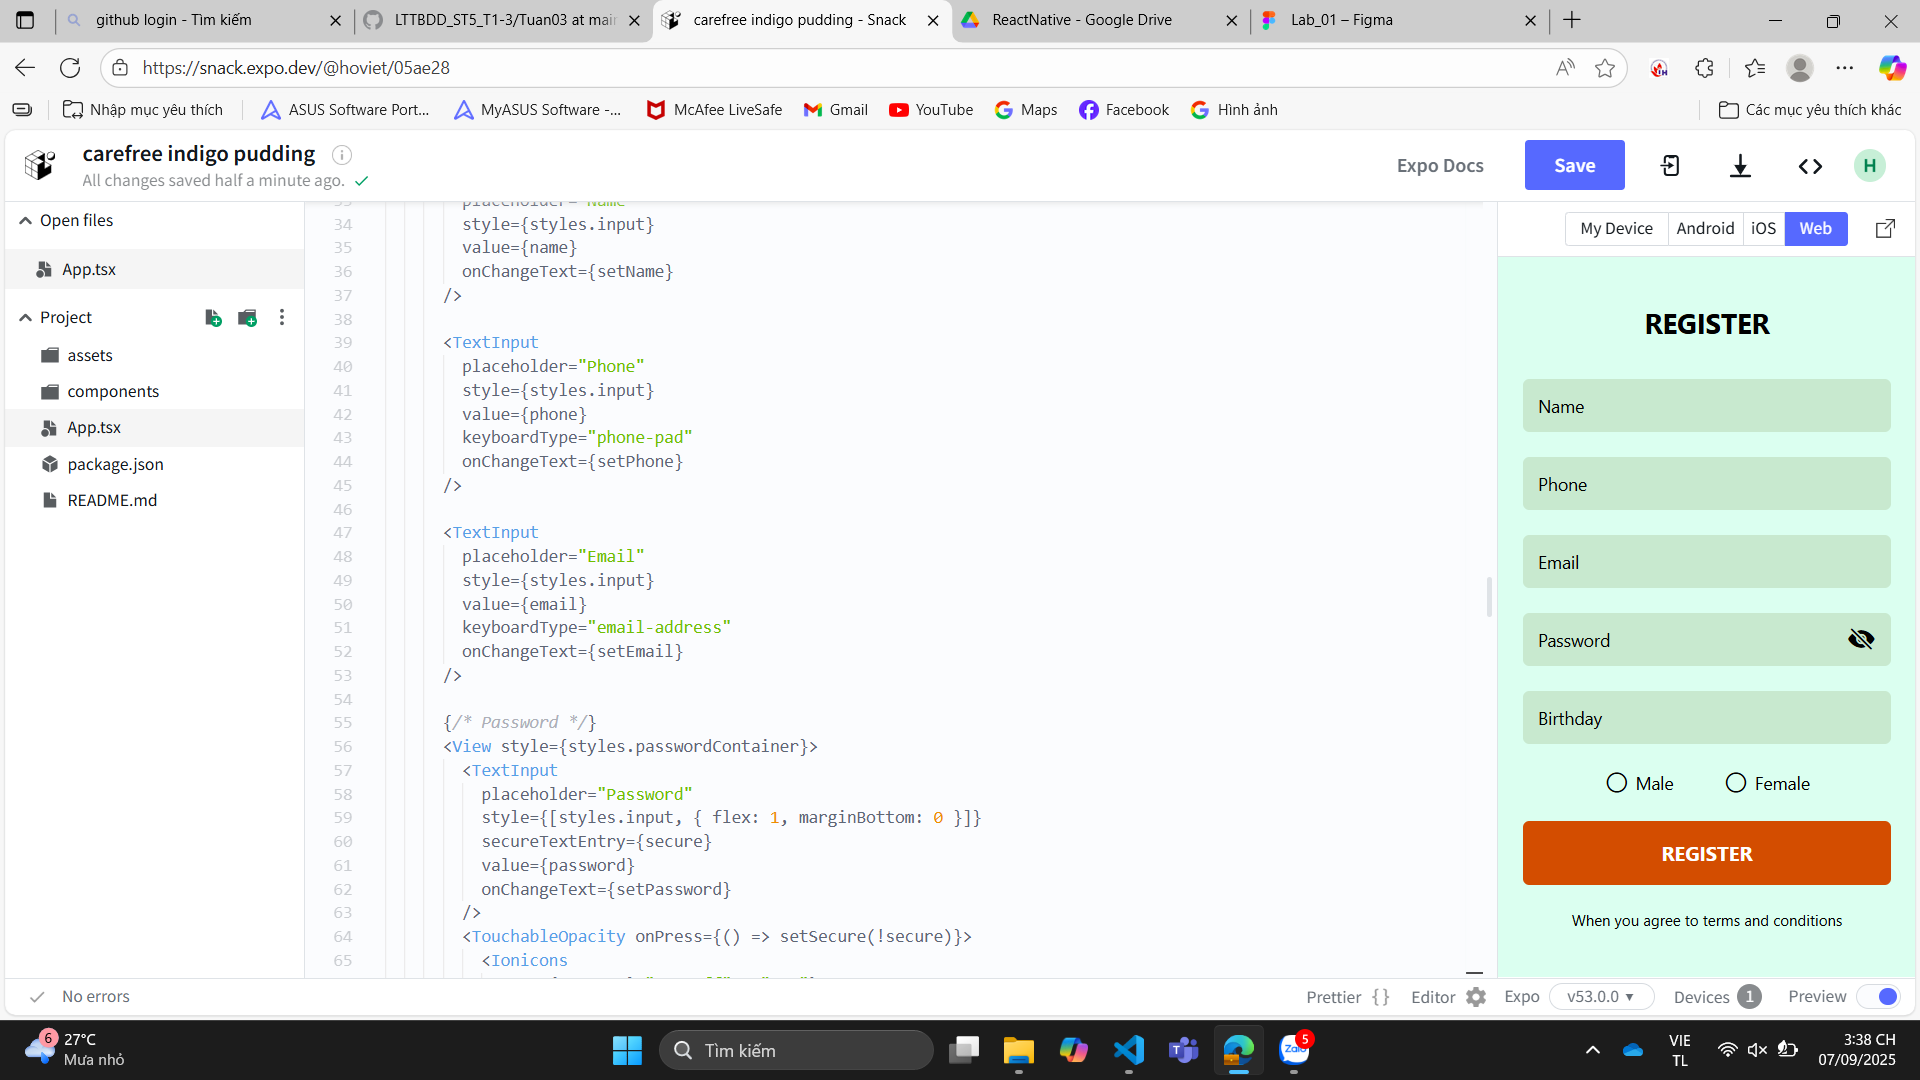 github login - Tìm kiếm
LTTBDD_ST5_T1-3/Tuan03 at mair
carefree indigo pudding - Snack
ReactNative - Google Drive
Lab_01 – Figma
https://snack.expo.dev/@hoviet/05ae28
Nhập mục yêu thích
ASUS Software Port...
MyASUS Software -...
McAfee LiveSafe
Gmail
YouTube
Maps
Facebook
Hình ảnh
Các mục yêu thích khác
carefree indigo pudding
All changes saved half a minute ago.
Expo Docs
Save
H
Open files
App.tsx
Project
assets
components
App.tsx
package.json
README.md
33 placeholder="Name"
34 style={styles.input}
35 value={name}
36 onChangeText={setName}
37 />
38
39 <TextInput
40 placeholder="Phone"
41 style={styles.input}
42 value={phone}
43 keyboardType="phone-pad"
44 onChangeText={setPhone}
45 />
46
47 <TextInput
48 placeholder="Email"
49 style={styles.input}
50 value={email}
51 keyboardType="email-address"
52 onChangeText={setEmail}
53 />
54
55 {/* Password */}
56 <View style={styles.passwordContainer}>
57 <TextInput
58 placeholder="Password"
59 style={[styles.input, { flex: 1, marginBottom: 0 }]}
60 secureTextEntry={secure}
61 value={password}
62 onChangeText={setPassword}
63 />
64 <TouchableOpacity onPress={() => setSecure(!secure)}>
65 <Ionicons
My Device
Android
iOS
Web
REGISTER
Name
Phone
Email
Password
Birthday
Male
Female
REGISTER
When you agree to terms and conditions
No errors
Prettier { }
Editor
Expo
v53.0.0
Devices 1
Preview
6
27°C
Mưa nhỏ
Tìm kiếm
Zalo
5
VIE
TL
3:38 CH
07/09/2025